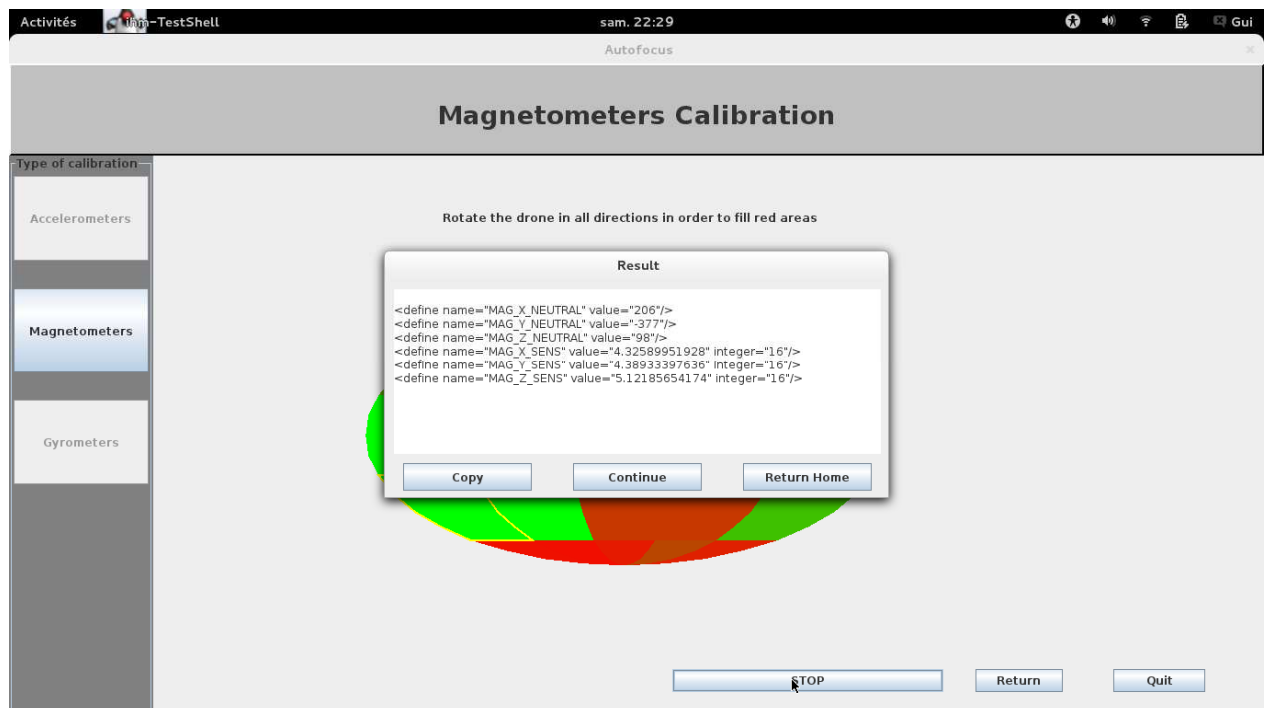 Activités ihm-TestShell sam. 22:29 Gui
Autofocus
Magnetometers Calibration
Type of calibration
Accelerometers
Rotate the drone in all directions in order to fill red areas
Result
Magnetometers
<define name="MAG_X_NEUTRAL" value="206"/>
<define name="MAG_Y_NEUTRAL" value="-377"/>
<define name="MAG_Z_NEUTRAL" value="98"/>
<define name="MAG_X_SENS" value="4.32589951928" integer="16"/>
<define name="MAG_Y_SENS" value="4.38933397636" integer="16"/>
<define name="MAG_Z_SENS" value="5.12185654174" integer="16"/>
Gyrometers
Copy Continue Return Home
STOP Return Quit